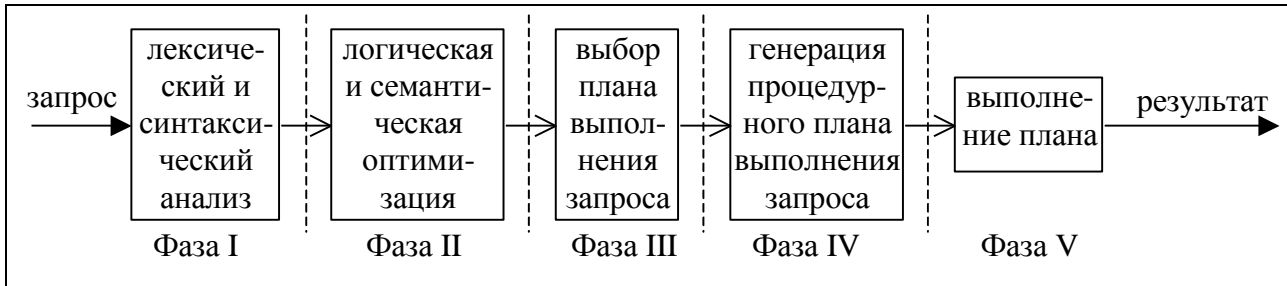 запрос
лексиче-
ский и
синтакси-
ческий
анализ
логическая
и семанти-
ческая
оптими-
зация
выбор
плана
выпол-
нения
запроса
генерация
процедур-
ного плана
выполнения
запроса
выполне-
ние плана
результат
Фаза I
Фаза II
Фаза III
Фаза IV
Фаза V